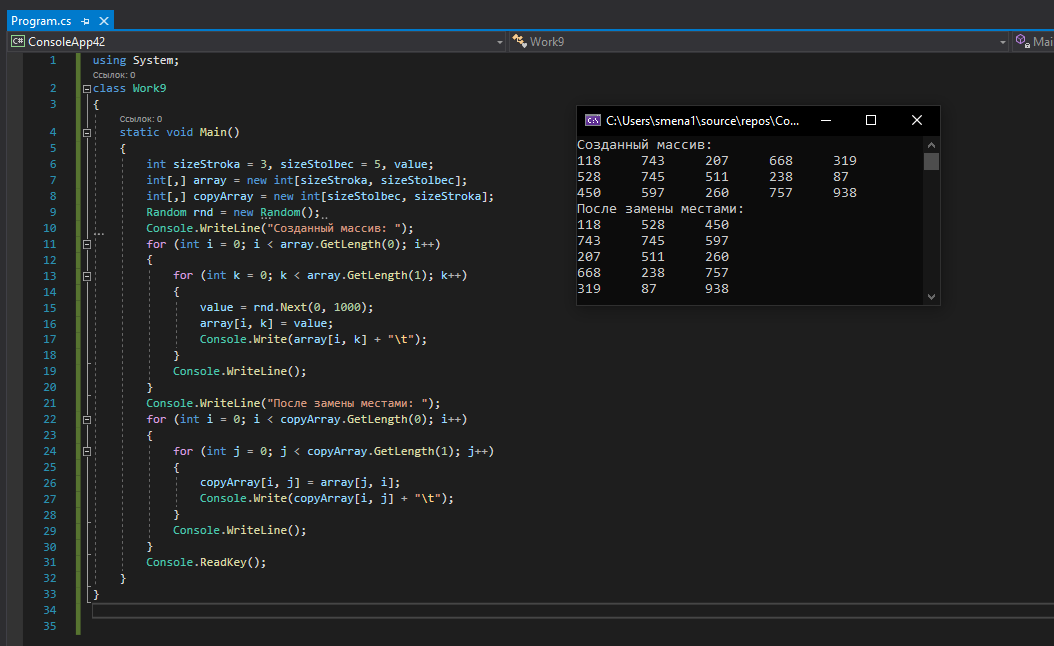 Program.cs
ConsoleApp42
Work9
Mai
1 using System;
Ссылок: 0
2 class Work9
3 {
Ссылок: 0
4 static void Main()
5 {
6 int sizeStroka = 3, sizeStolbec = 5, value;
7 int[,] array = new int[sizeStroka, sizeStolbec];
8 int[,] copyArray = new int[sizeStolbec, sizeStroka];
9 Random rnd = new Random();
10 Console.WriteLine("Созданный массив: ");
11 for (int i = 0; i < array.GetLength(0); i++)
12 {
13 for (int k = 0; k < array.GetLength(1); k++)
14 {
15 value = rnd.Next(0, 1000);
16 array[i, k] = value;
17 Console.Write(array[i, k] + "\t");
18 }
19 Console.WriteLine();
20 }
21 Console.WriteLine("После замены местами: ");
22 for (int i = 0; i < copyArray.GetLength(0); i++)
23 {
24 for (int j = 0; j < copyArray.GetLength(1); j++)
25 {
26 copyArray[i, j] = array[j, i];
27 Console.Write(copyArray[i, j] + "\t");
28 }
29 Console.WriteLine();
30 }
31 Console.ReadKey();
32 }
33 }
34
35
C:\Users\smena1\source\repos\Co...
Созданный массив:
118 743 207 668 319
528 745 511 238 87
450 597 260 757 938
После замены местами:
118 528 450
743 745 597
207 511 260
668 238 757
319 87 938